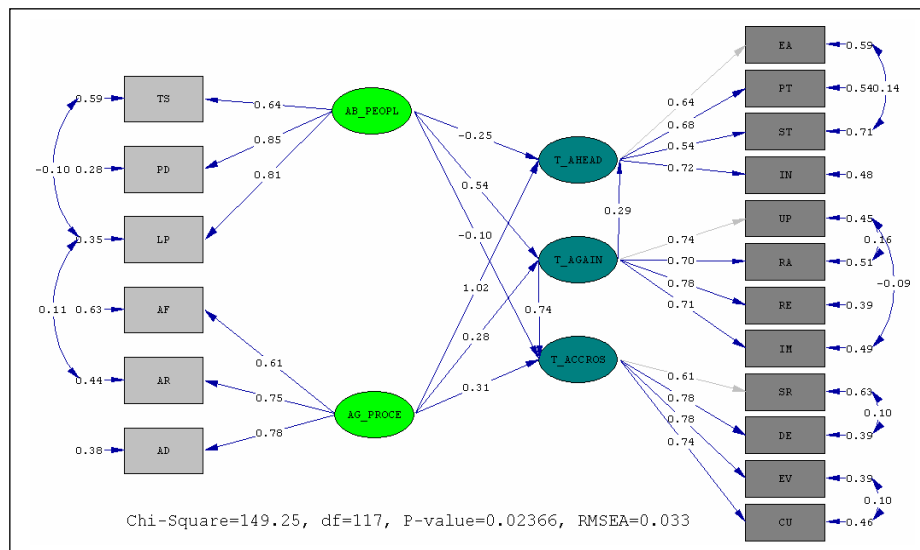 EA
0.59
0.14
PT
0.54
ST
0.71
IN
0.48
TS
0.59
-0.10
PD
0.28
LP
0.35
0.11
AF
0.63
AR
0.44
AD
0.38
AB_PEOPL
0.64
0.85
0.81
AG_PROCE
0.61
0.75
0.78
-0.25
0.54
-0.10
1.02
0.28
0.31
T_AHEAD
0.29
T_AGAIN
0.74
T_ACCROS
0.64
0.68
0.54
0.72
0.74
0.70
0.78
0.71
0.61
0.78
0.78
0.74
UP
0.45
0.16
RA
0.51
-0.09
RE
0.39
IM
0.49
SR
0.63
0.10
DE
0.39
EV
0.39
0.10
CU
0.46
Chi-Square=149.25, df=117, P-value=0.02366, RMSEA=0.033